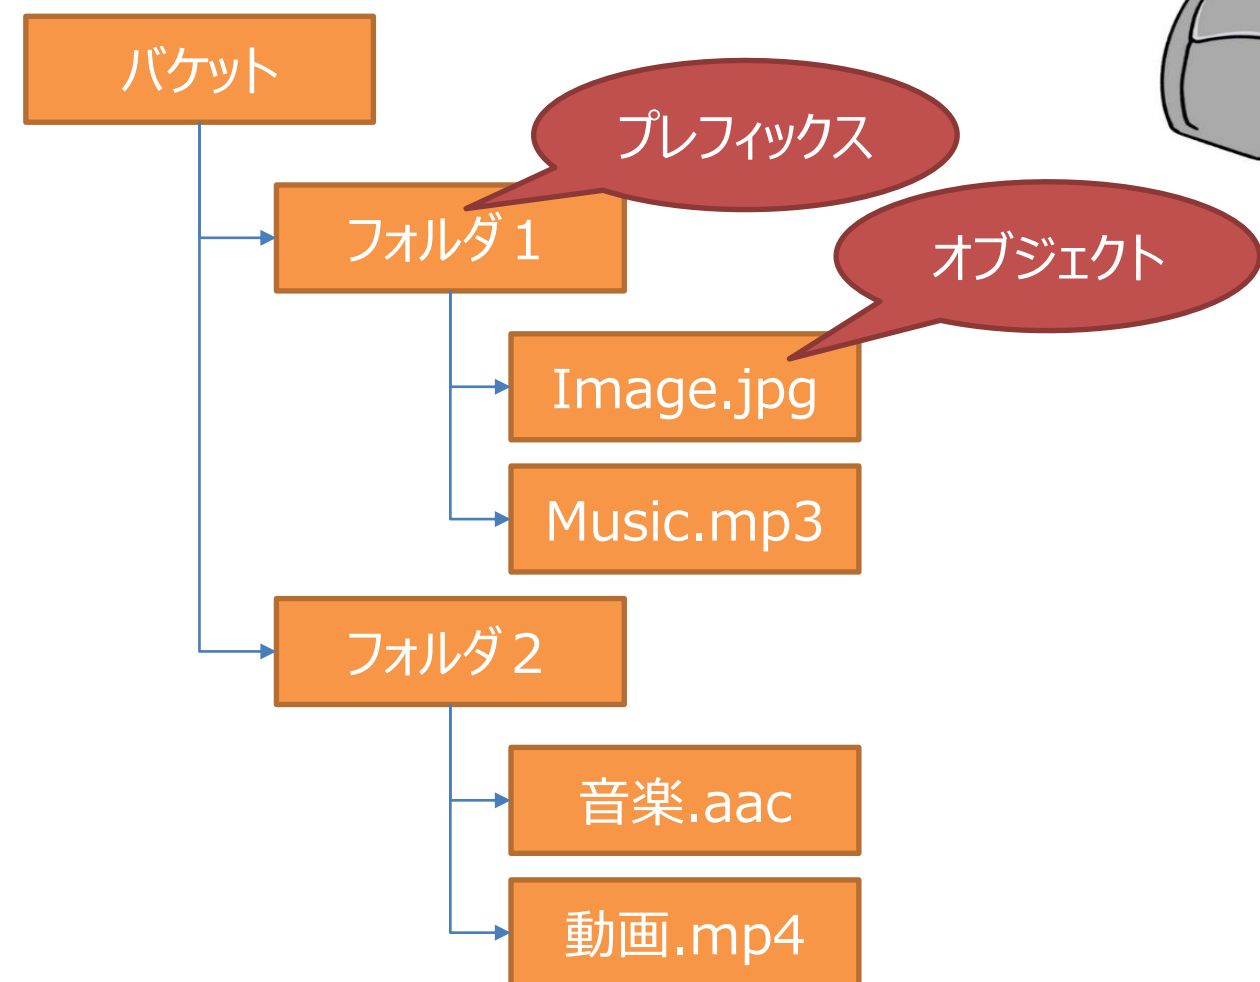 バケット
プレフィックス
フォルダ１
オブジェクト
Image.jpg
Music.mp3
フォルダ２
音楽.aac
動画.mp4